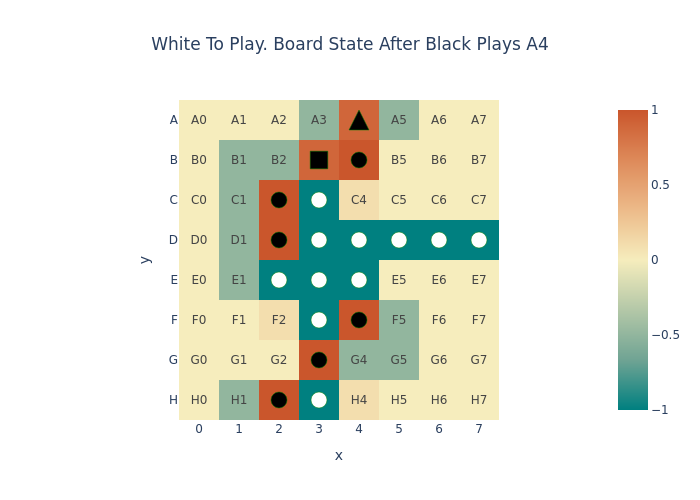 White To Play. Board State After Black Plays A4
A A0 A1 A2 A3 A5 A6 A7
B B0 B1 B2 B5 B6 B7
C C0 C1 C4 C5 C6 C7
D D0 D1
E E0 E1 E5 E6 E7
F F0 F1 F2 F5 F6 F7
G G0 G1 G2 G4 G5 G6 G7
H H0 H1 H4 H5 H6 H7
0 1 2 3 4 5 6 7
x
y
1
0.5
0
−0.5
−1